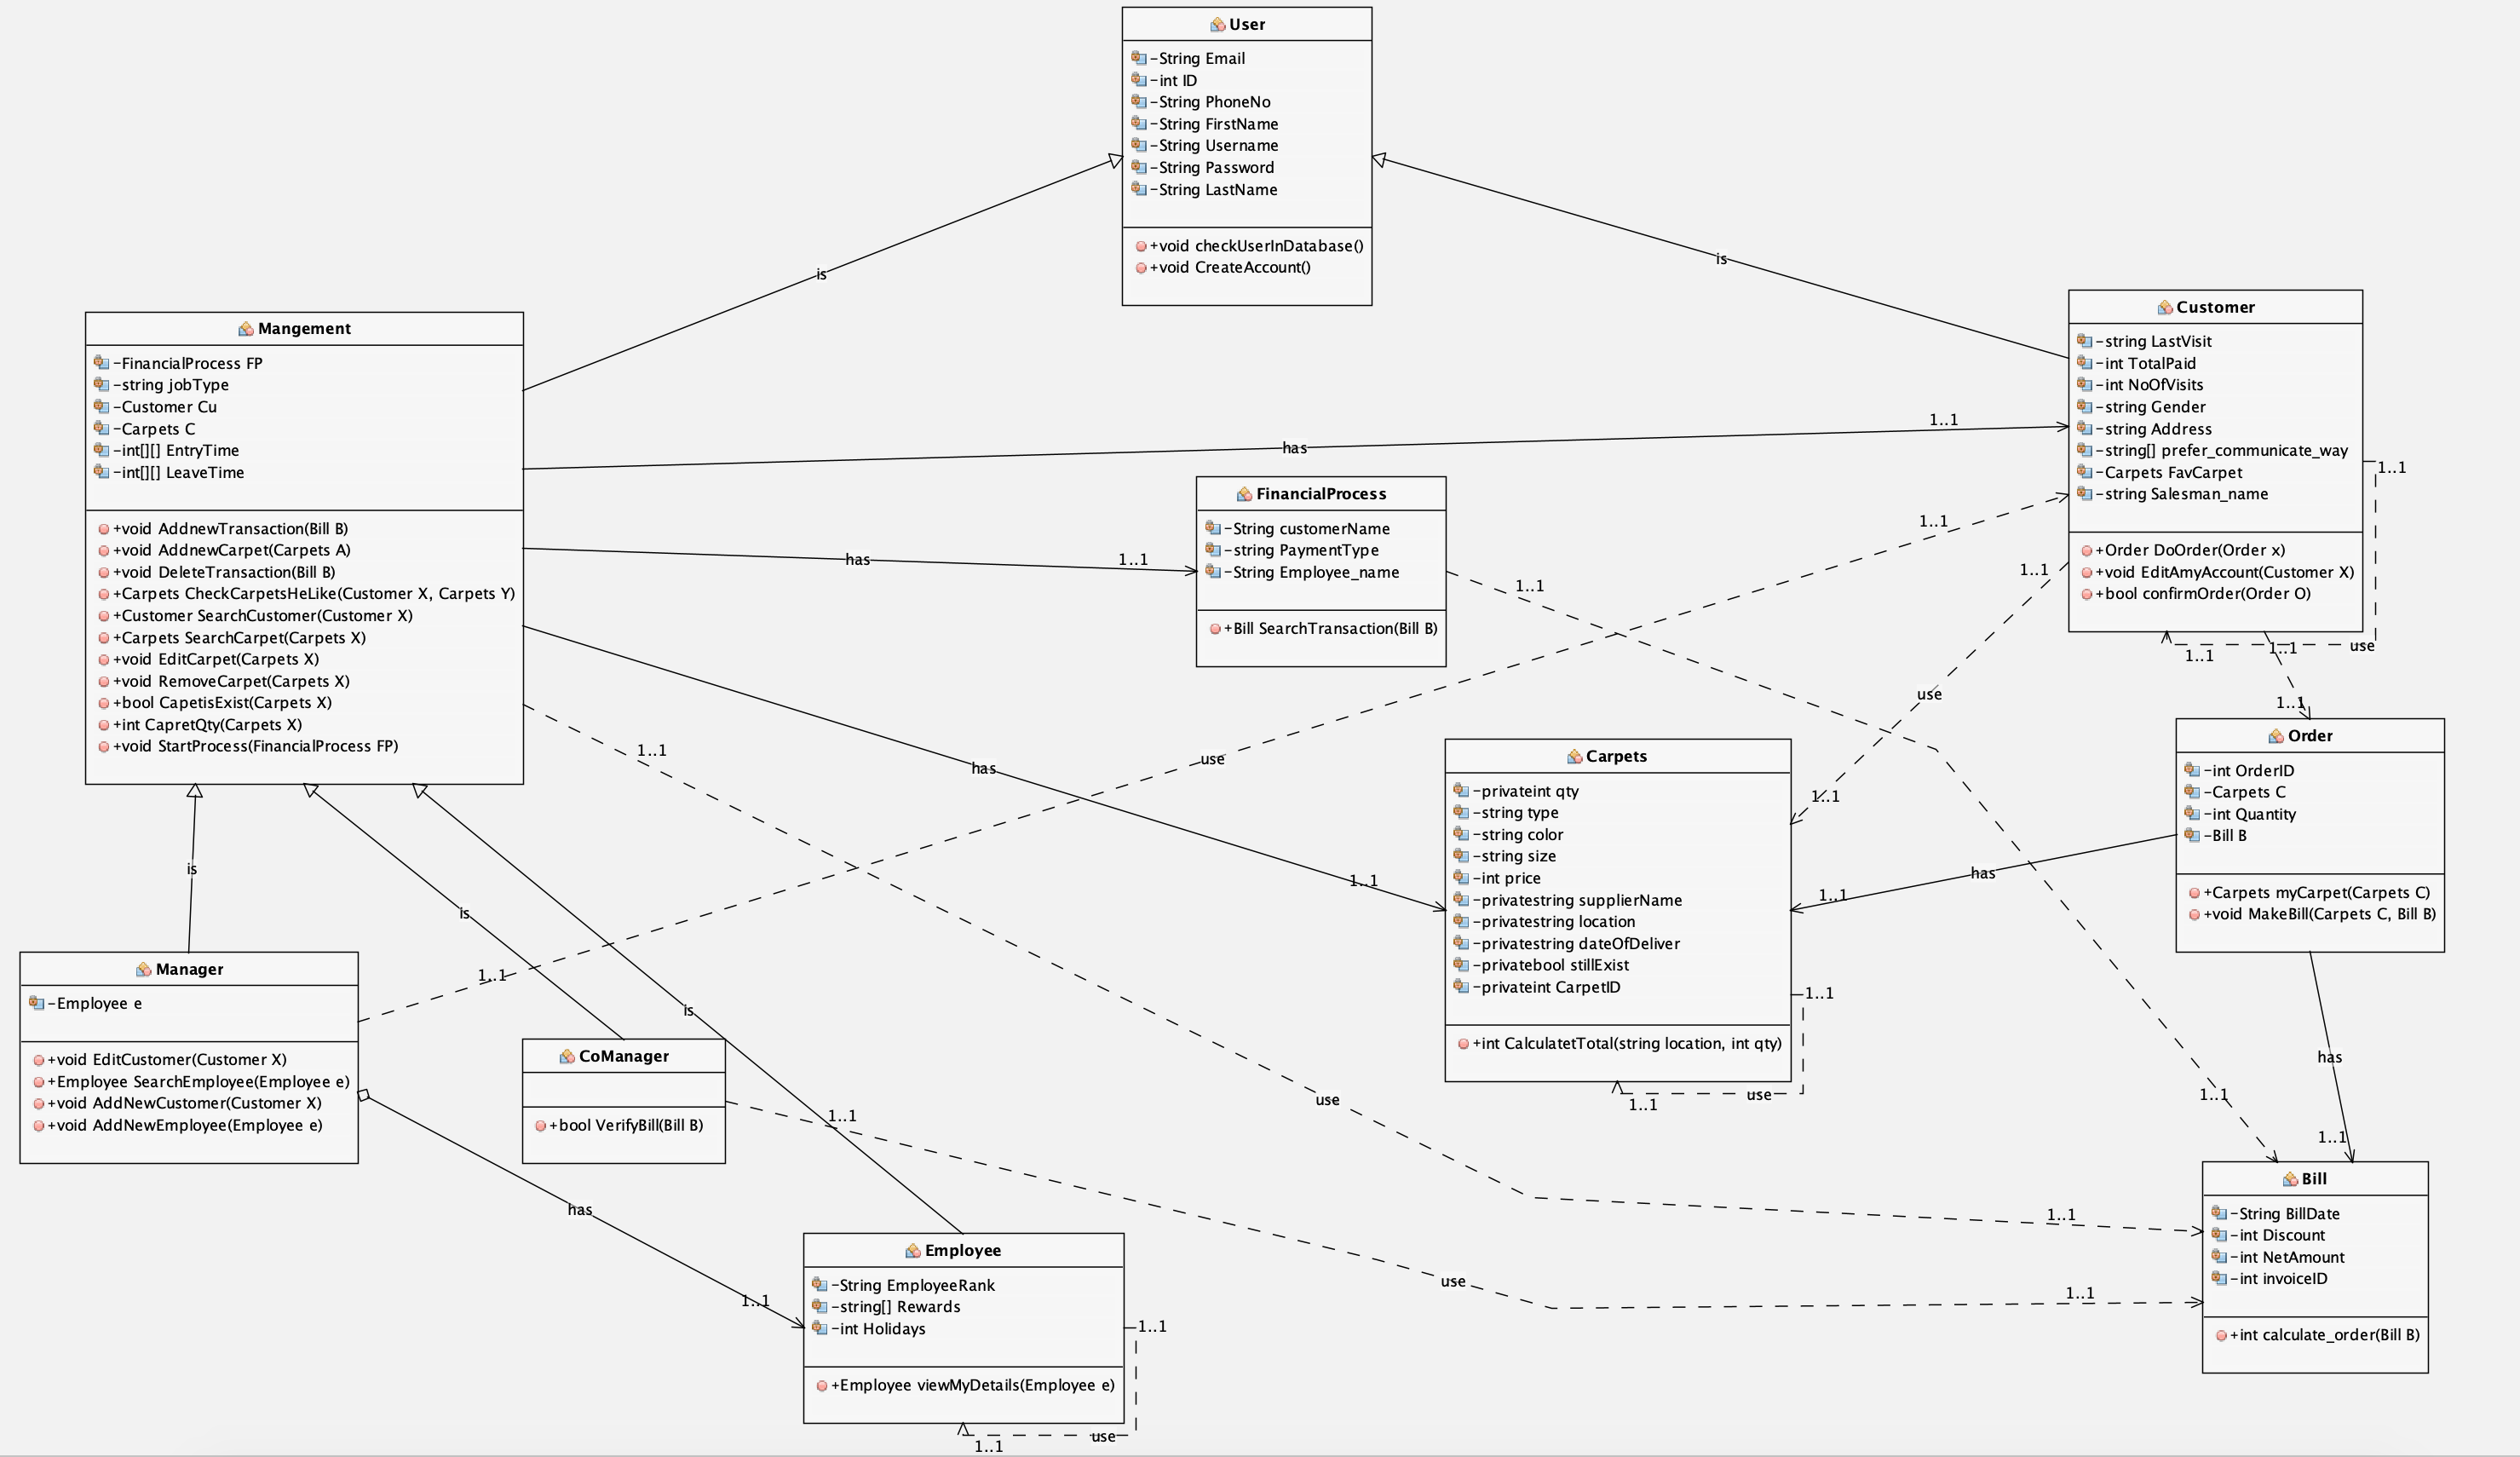 User
-String Email
-int ID
-String PhoneNo
-String FirstName
-String Username
-String Password
-String LastName
+void checkUserInDatabase()
+void CreateAccount()
is
is
Mangement
-FinancialProcess FP
-string jobType
-Customer Cu
-Carpets C
-int[][] EntryTime
-int[][] LeaveTime
+void AddnewTransaction(Bill B)
+void AddnewCarpet(Carpets A)
+void DeleteTransaction(Bill B)
+Carpets CheckCarpetsHeLike(Customer X, Carpets Y)
+Customer SearchCustomer(Customer X)
+Carpets SearchCarpet(Carpets X)
+void EditCarpet(Carpets X)
+void RemoveCarpet(Carpets X)
+bool CapetisExist(Carpets X)
+int CapretQty(Carpets X)
+void StartProcess(FinancialProcess FP)
Customer
-string LastVisit
-int TotalPaid
-int NoOfVisits
-string Gender
-string Address
-string[] prefer_communicate_way
-Carpets FavCarpet
-string Salesman_name
+Order DoOrder(Order x)
+void EditAmyAccount(Customer X)
+bool confirmOrder(Order O)
has
1..1
1..1
1..1
use
1..1
1..1
FinancialProcess
-String customerName
-string PaymentType
-String Employee_name
+Bill SearchTransaction(Bill B)
has
1..1
1..1
1..1
1..1
use
1..1
use
1..1
has
1..1
use
1..1
Carpets
-privateint qty
-string type
-string color
-string size
-int price
-privatestring supplierName
-privatestring location
-privatestring dateOfDeliver
-privatebool stillExist
-privateint CarpetID
+int CalculatetTotal(string location, int qty)
1..1
use
1..1
Order
-int OrderID
-Carpets C
-int Quantity
-Bill B
+Carpets myCarpet(Carpets C)
+void MakeBill(Carpets C, Bill B)
has
1..1
has
1..1
1..1
is
is
is
Manager
-Employee e
+void EditCustomer(Customer X)
+Employee SearchEmployee(Employee e)
+void AddNewCustomer(Customer X)
+void AddNewEmployee(Employee e)
1..1
has
1..1
CoManager
+bool VerifyBill(Bill B)
1..1
use
1..1
use
1..1
Employee
-String EmployeeRank
-string[] Rewards
-int Holidays
+Employee viewMyDetails(Employee e)
1..1
use
1..1
Bill
-String BillDate
-int Discount
-int NetAmount
-int invoiceID
+int calculate_order(Bill B)